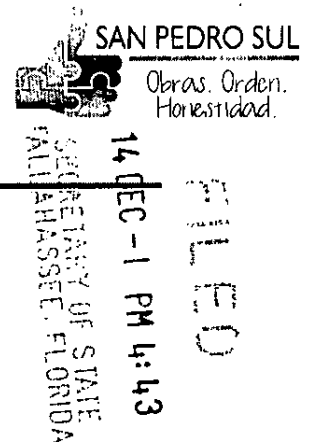 SAN PEDRO SUL
Obras. Orden.
Honestidad.
FILED
14 DEC - 1 PM 4:43
SECRETARY OF STATE
TALLAHASSEE, FLORIDA